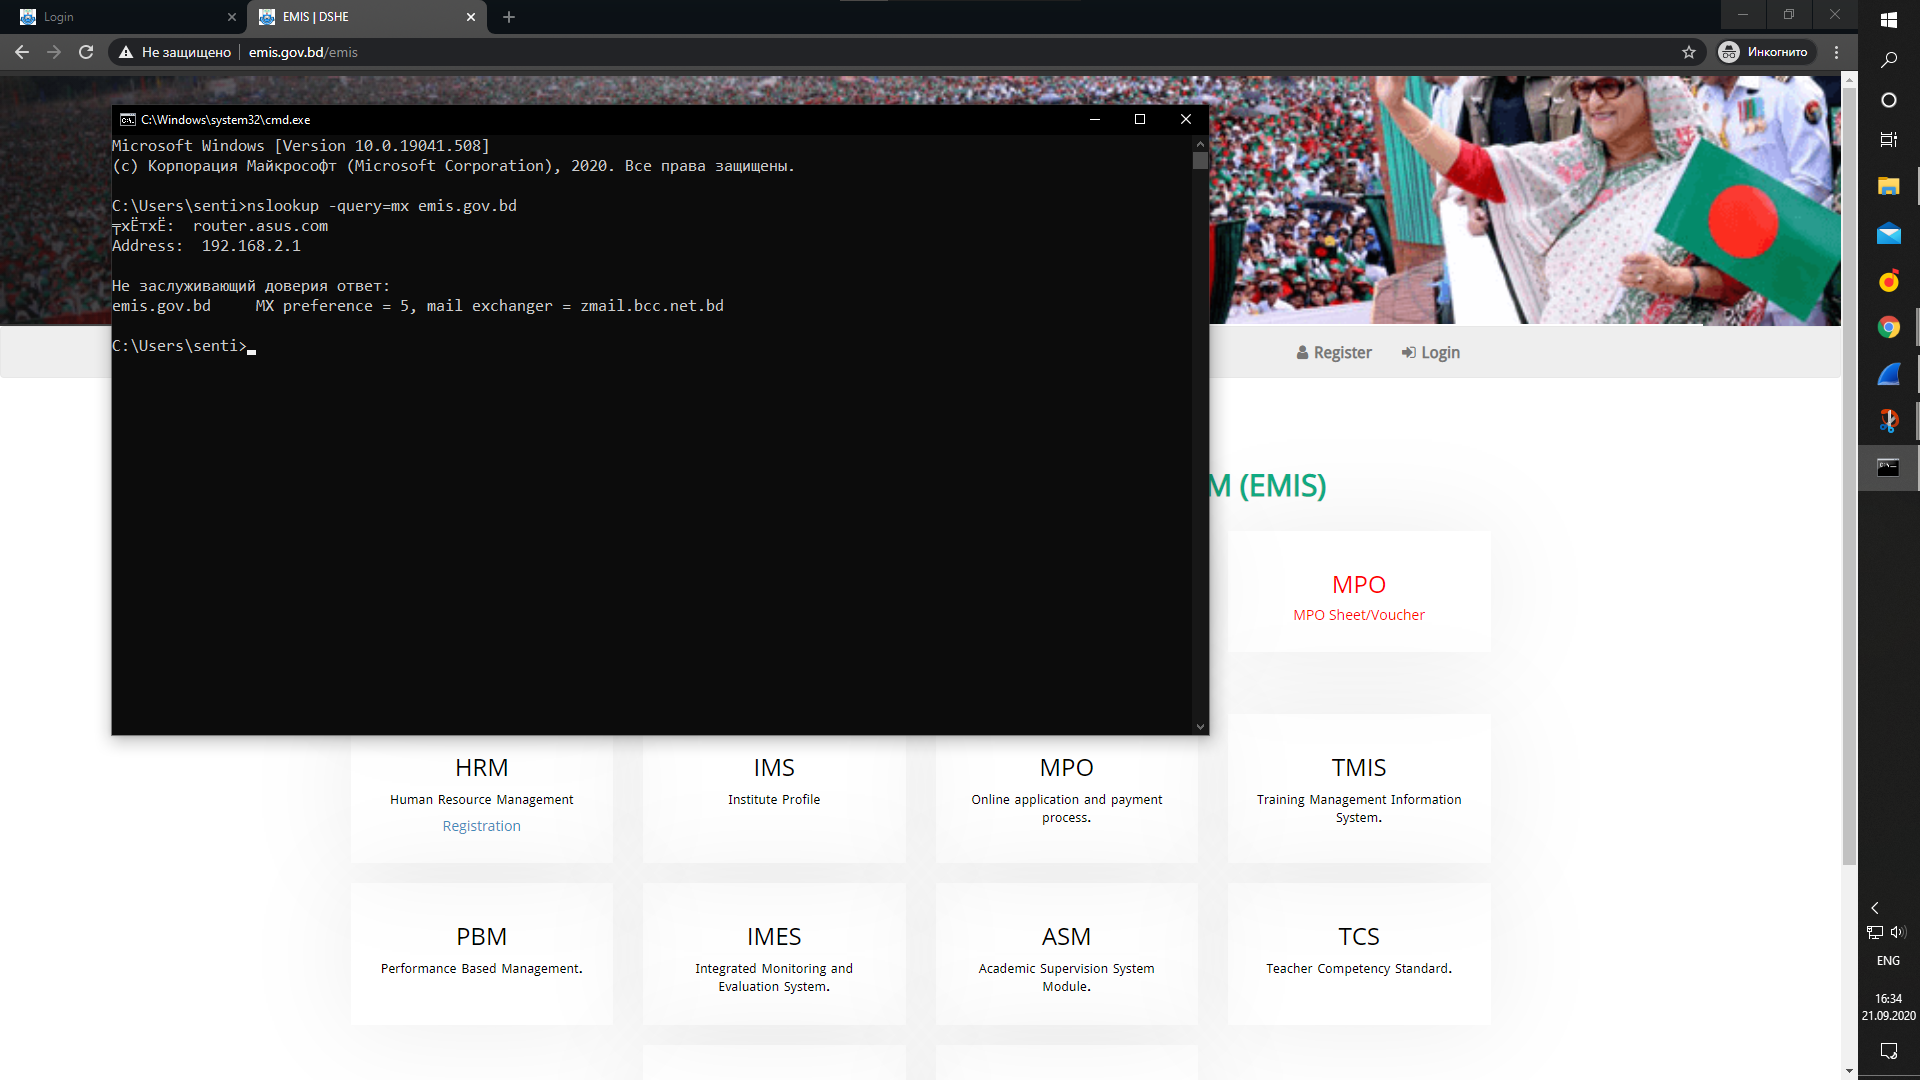 Login
EMIS | DSHE
Не защищено
emis.gov.bd/emis
Инкогнито
C:\Windows\system32\cmd.exe
Microsoft Windows [Version 10.0.19041.508]
(c) Корпорация Майкрософт (Microsoft Corporation), 2020. Все права защищены.
C:\Users\senti>nslookup -query=mx emis.gov.bd
╤хЁтхЁ:  router.asus.com
Address:  192.168.2.1
Не заслуживающий доверия ответ:
emis.gov.bd     MX preference = 5, mail exchanger = zmail.bcc.net.bd
C:\Users\senti>
Register
Login
M (EMIS)
MPO
MPO Sheet/Voucher
HRM
Human Resource Management
Registration
IMS
Institute Profile
MPO
Online application and payment
process.
TMIS
Training Management Information
System.
PBM
Performance Based Management.
IMES
Integrated Monitoring and
Evaluation System.
ASM
Academic Supervision System
Module.
TCS
Teacher Competency Standard.
ENG
16:34
21.09.2020